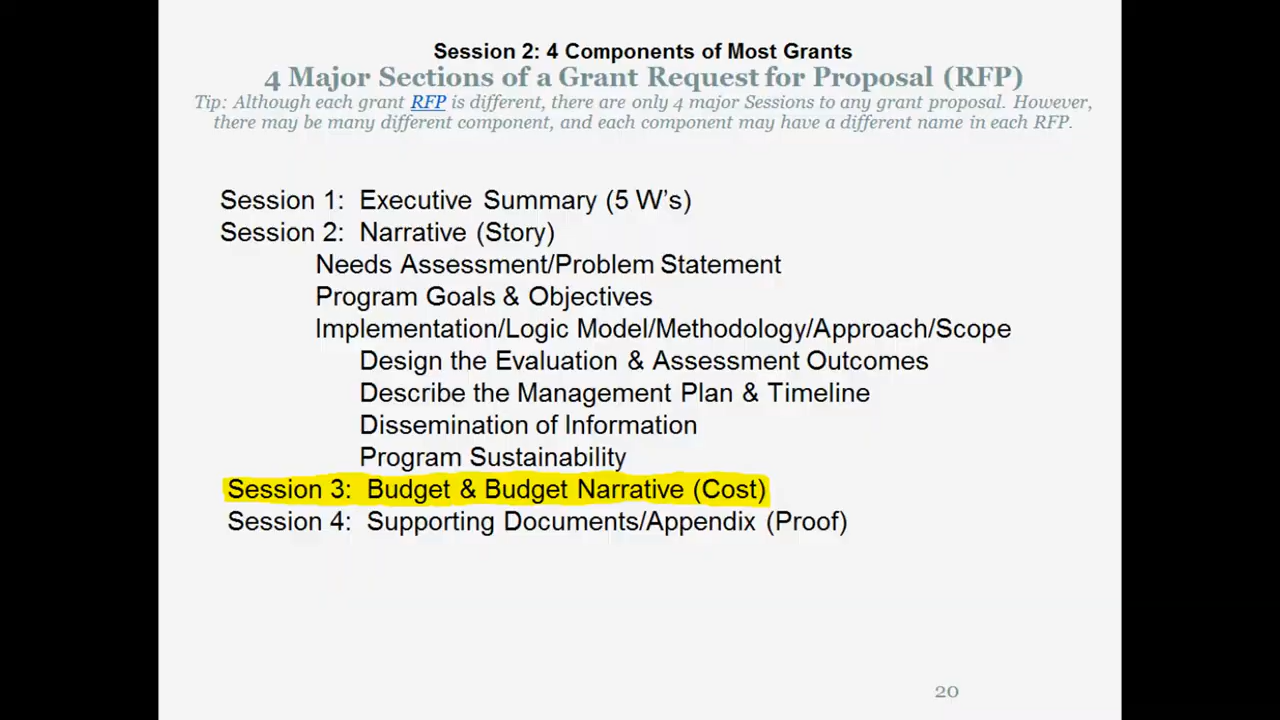 Session 2: 4 Components of Most Grants
4 Major Sections of a Grant Request for Proposal (RFP)
Tip: Although each grant RFP is different, there are only 4 major Sessions to any grant proposal. However,
there may be many different component, and each component may have a different name in each RFP.
Session 1: Executive Summary (5 W’s)
Session 2: Narrative (Story)
Needs Assessment/Problem Statement
Program Goals & Objectives
Implementation/Logic Model/Methodology/Approach/Scope
Design the Evaluation & Assessment Outcomes
Describe the Management Plan & Timeline
Dissemination of Information
Program Sustainability
Session 3: Budget & Budget Narrative (Cost)
Session 4: Supporting Documents/Appendix (Proof)
20